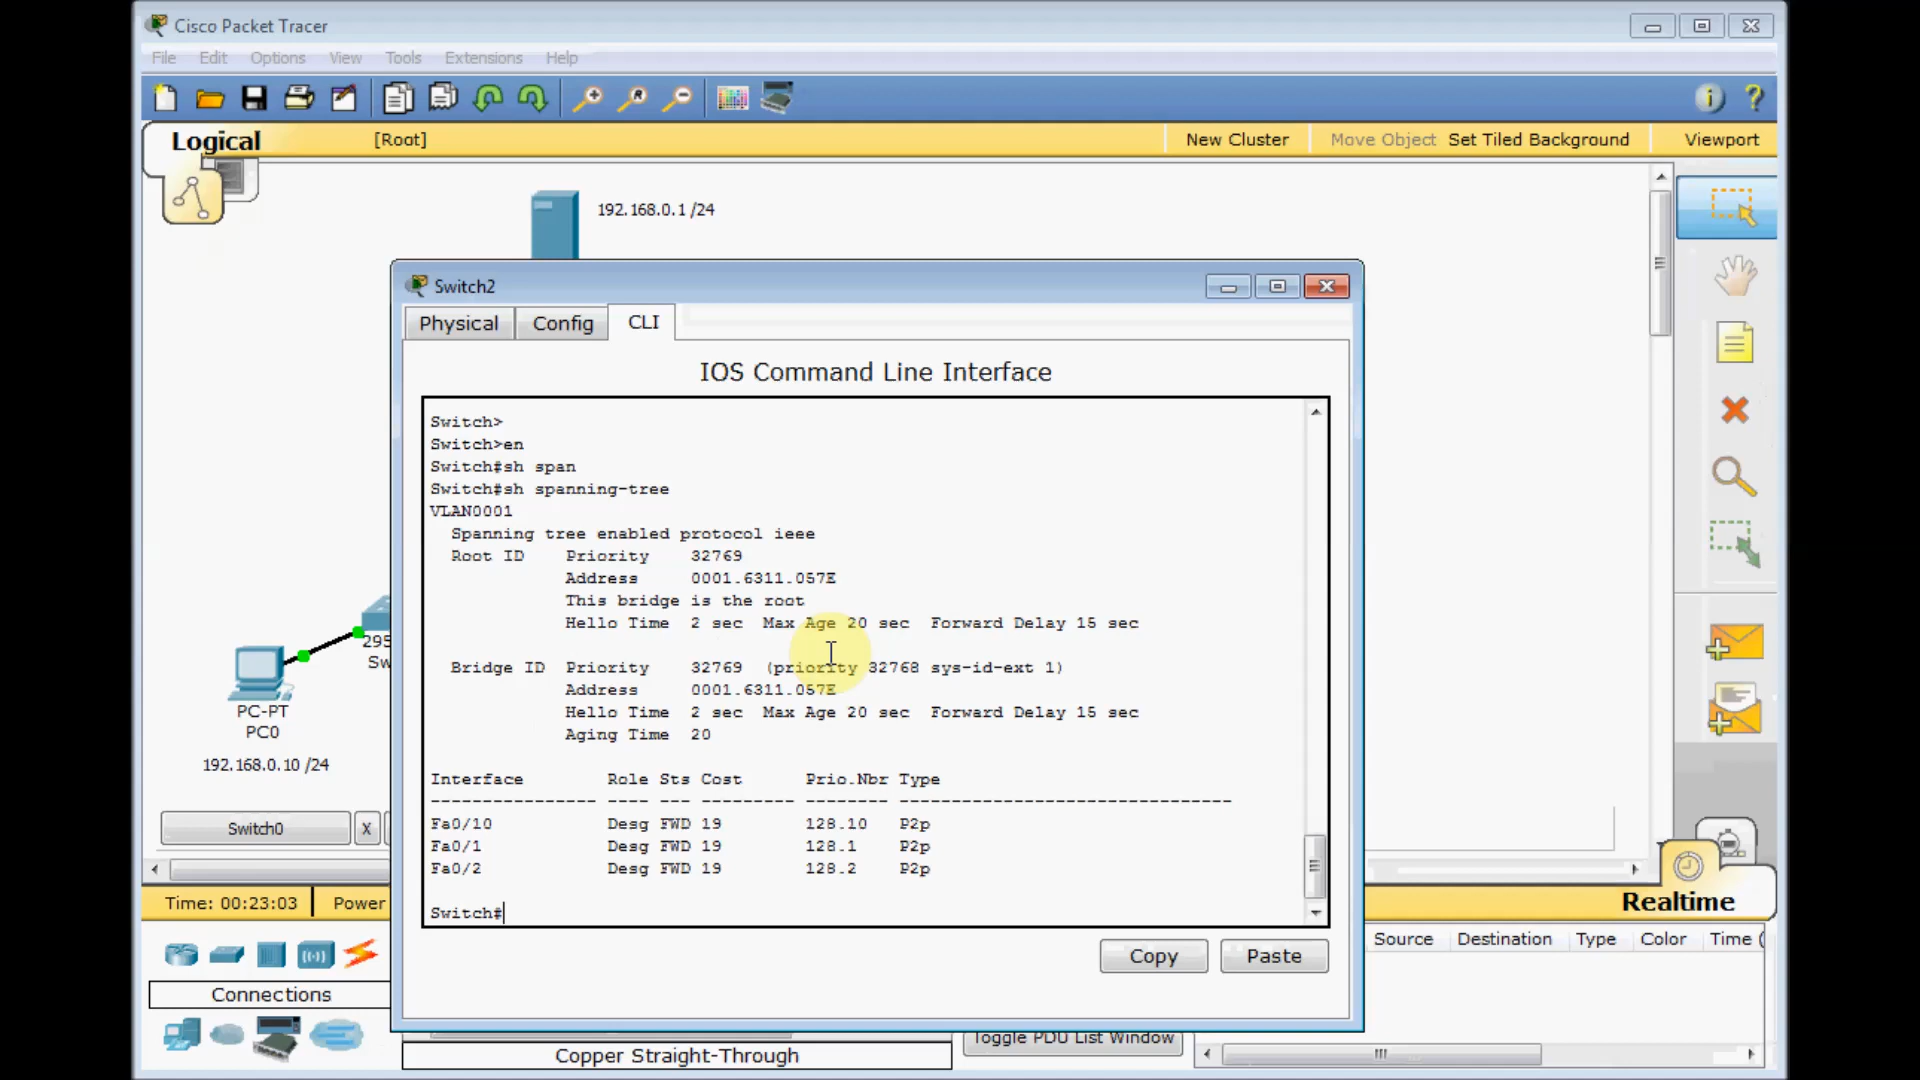 Cisco Packet Tracer
File Edit Options View Tools Extensions Help
Logical [Root] New Cluster Move Object Set Tiled Background Viewport
192.168.0.1 /24
Switch2
Physical Config CLI
IOS Command Line Interface
Switch>
Switch>en
Switch#sh span
Switch#sh spanning-tree
VLAN0001
Spanning tree enabled protocol ieee
Root ID Priority 32769
Address 0001.6311.057E
This bridge is the root
Hello Time 2 sec Max Age 20 sec Forward Delay 15 sec
Bridge ID Priority 32769 (priority 32768 sys-id-ext 1)
Address 0001.6311.057E
Hello Time 2 sec Max Age 20 sec Forward Delay 15 sec
Aging Time 20
Interface Role Sts Cost Prio.Nbr Type
---------------- ---- --- --------- -------- --------------------------------
Fa0/10 Desg FWD 19 128.10 P2p
Fa0/1 Desg FWD 19 128.1 P2p
Fa0/2 Desg FWD 19 128.2 P2p
Switch#
Copy Paste
295
Sw
PC-PT
PC0
192.168.0.10 /24
Switch0 X
Time: 00:23:03 Power
Realtime
Source Destination Type Color Time (
Connections
Toggle PDU List Window
Copper Straight-Through